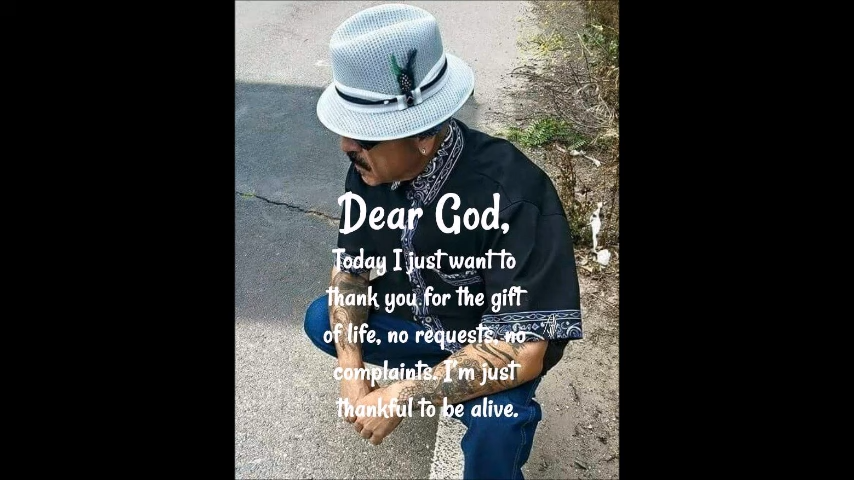 Dear God,
Today I just want to
thank you for the gift
of life, no requests, no
complaints. I'm just
thankful to be alive.